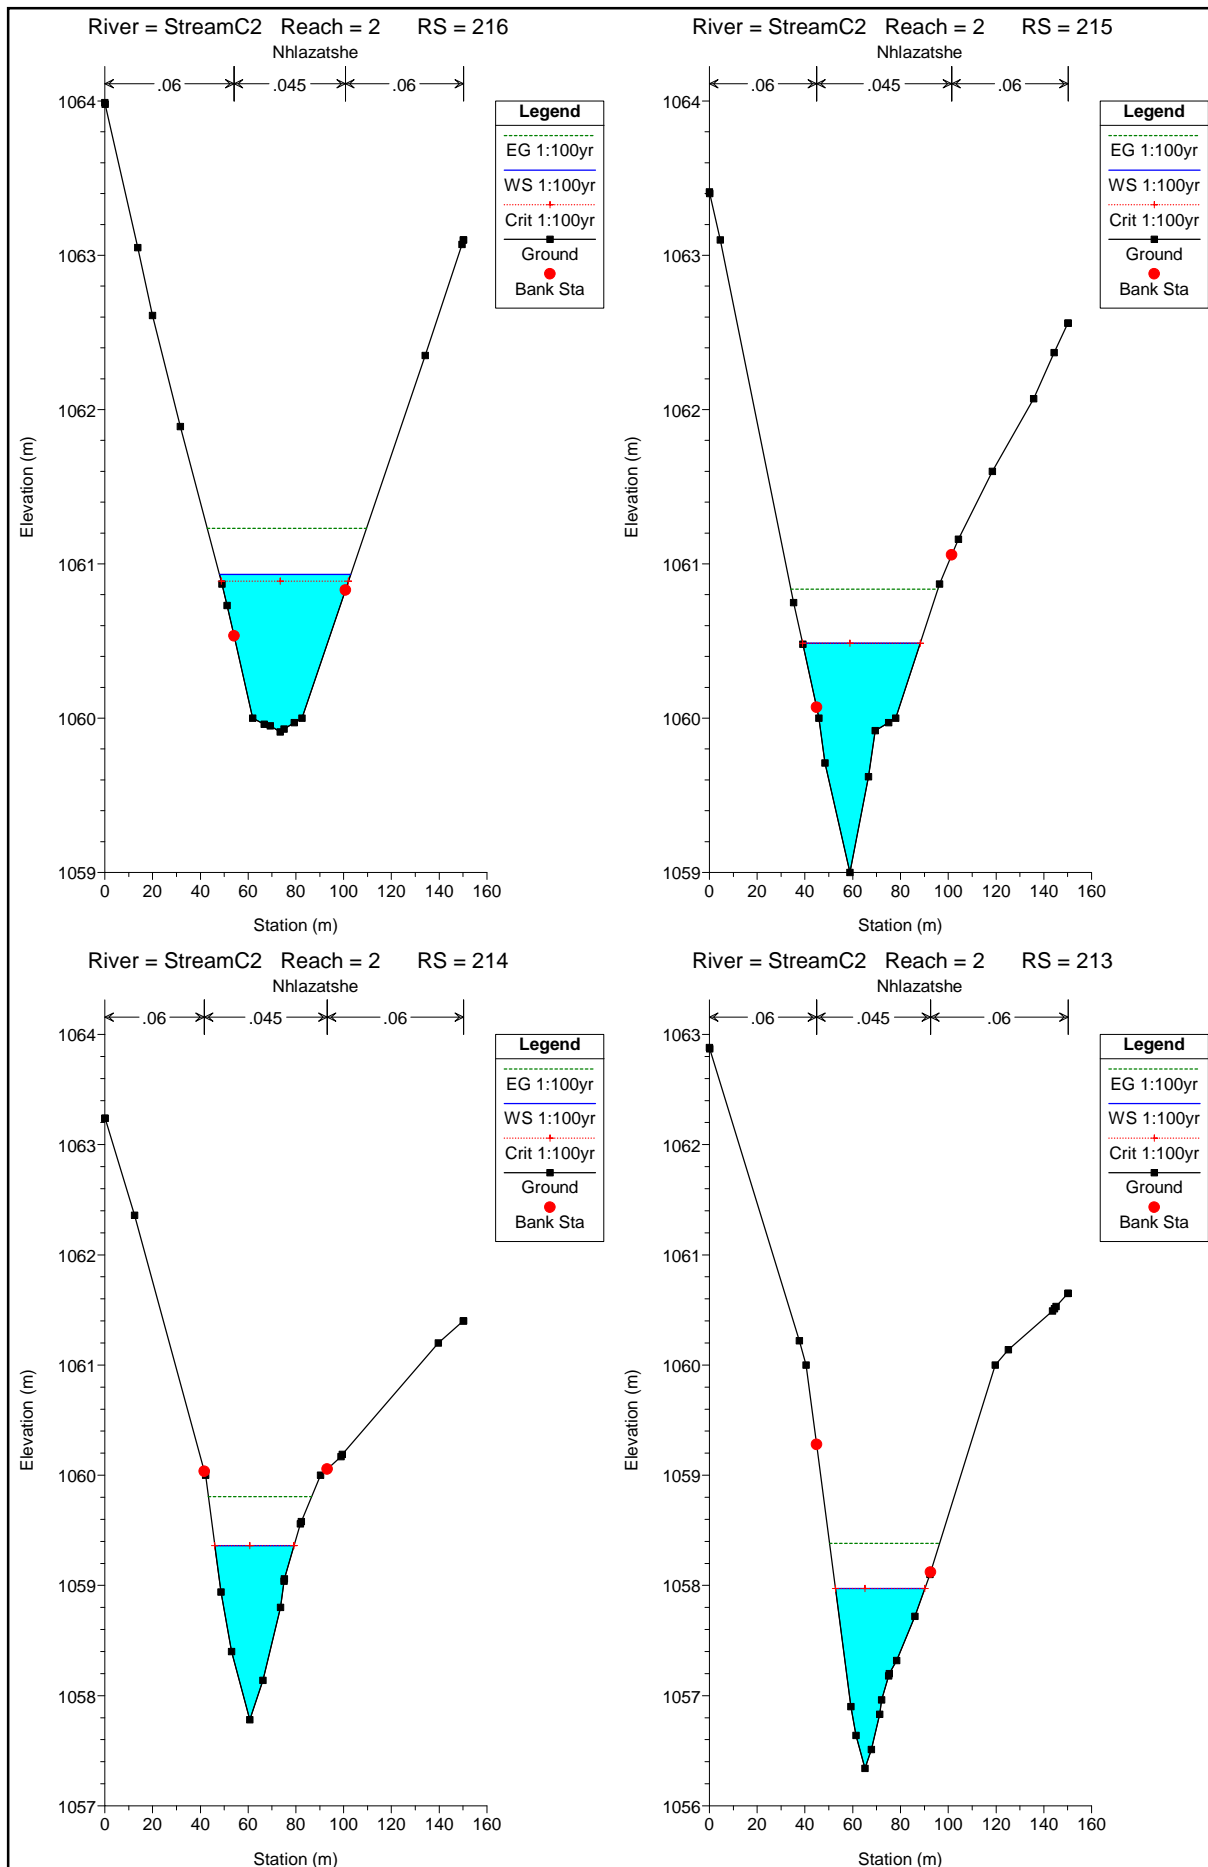 River = StreamC2 Reach = 2 RS = 216
Nhlazatshe
.06 .045 .06
Legend
EG 1:100yr
WS 1:100yr
Crit 1:100yr
Ground
Bank Sta
1064
1063
1062
1061
1060
1059
Elevation (m)
0 20 40 60 80 100 120 140 160
Station (m)
River = StreamC2 Reach = 2 RS = 215
Nhlazatshe
.06 .045 .06
Legend
EG 1:100yr
WS 1:100yr
Crit 1:100yr
Ground
Bank Sta
1064
1063
1062
1061
1060
1059
Elevation (m)
0 20 40 60 80 100 120 140 160
Station (m)
River = StreamC2 Reach = 2 RS = 214
Nhlazatshe
.06 .045 .06
Legend
EG 1:100yr
WS 1:100yr
Crit 1:100yr
Ground
Bank Sta
1064
1063
1062
1061
1060
1059
1058
1057
Elevation (m)
0 20 40 60 80 100 120 140 160
Station (m)
River = StreamC2 Reach = 2 RS = 213
Nhlazatshe
.06 .045 .06
Legend
EG 1:100yr
WS 1:100yr
Crit 1:100yr
Ground
Bank Sta
1063
1062
1061
1060
1059
1058
1057
1056
Elevation (m)
0 20 40 60 80 100 120 140 160
Station (m)